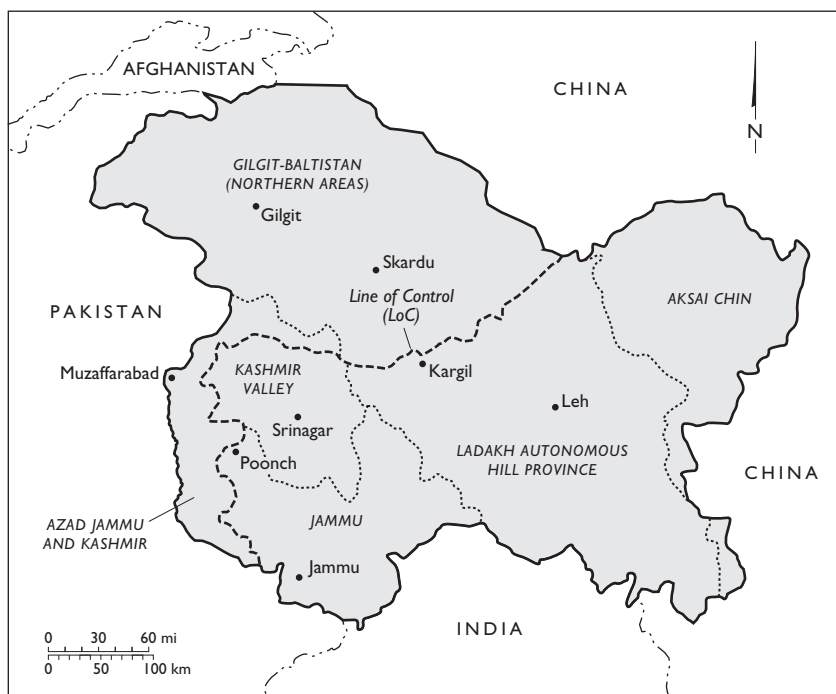 AFGHANISTAN
CHINA
N
GILGIT-BALTISTAN
(NORTHERN AREAS)
Gilgit
Skardu
Line of Control
(LoC)
AKSAI CHIN
PAKISTAN
Muzaffarabad
KASHMIR
VALLEY
Kargil
Leh
Srinagar
Poonch
LADAKH AUTONOMOUS
HILL PROVINCE
CHINA
AZAD JAMMU
AND KASHMIR
JAMMU
Jammu
INDIA
0 30 60 mi
0 50 100 km